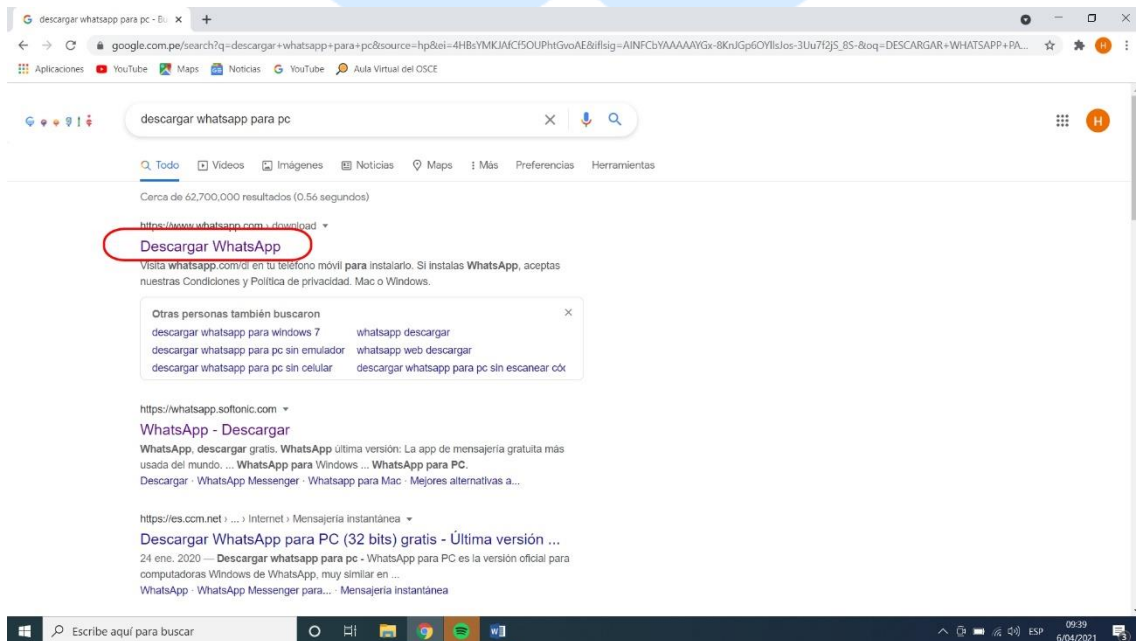 descargar whatsapp para pc - Bu
google.com.pe/search?q=descargar+whatsapp+para+pc&source=hp&ei=4HBsYMKJAfCf5OUPhtGvoAE&iflsig=AINFCbYAAAAAYGx-8KnJGp6OYllsJos-3Uu7f2jS_8S-&oq=DESCARGAR+WHATSAPP+PA...
Aplicaciones YouTube Maps Noticias YouTube Aula Virtual del OSCE
descargar whatsapp para pc
H
H
Todo Videos Imágenes Noticias Maps Más Preferencias Herramientas
Cerca de 62,700,000 resultados (0.56 segundos)
https://www.whatsapp.com › download
Descargar WhatsApp
Visita whatsapp.com/dl en tu teléfono móvil para instalarlo. Si instalas WhatsApp, aceptas
nuestras Condiciones y Política de privacidad. Mac o Windows.
Otras personas también buscaron
descargar whatsapp para windows 7 whatsapp descargar
descargar whatsapp para pc sin emulador whatsapp web descargar
descargar whatsapp para pc sin celular descargar whatsapp para pc sin escanear cóc
https://whatsapp.softonic.com
WhatsApp - Descargar
WhatsApp, descargar gratis. WhatsApp última versión: La app de mensajería gratuita más
usada del mundo. ... WhatsApp para Windows ... WhatsApp para PC.
Descargar · WhatsApp Messenger · Whatsapp para Mac · Mejores alternativas a...
https://es.ccm.net › ... › Internet › Mensajería instantánea
Descargar WhatsApp para PC (32 bits) gratis - Última versión ...
24 ene. 2020 — Descargar whatsapp para pc - WhatsApp para PC es la versión oficial para
computadoras Windows de WhatsApp, muy similar en ...
WhatsApp · WhatsApp Messenger para... · Mensajería instantánea
Escribe aquí para buscar
ESP
09:39
6/04/2021
3